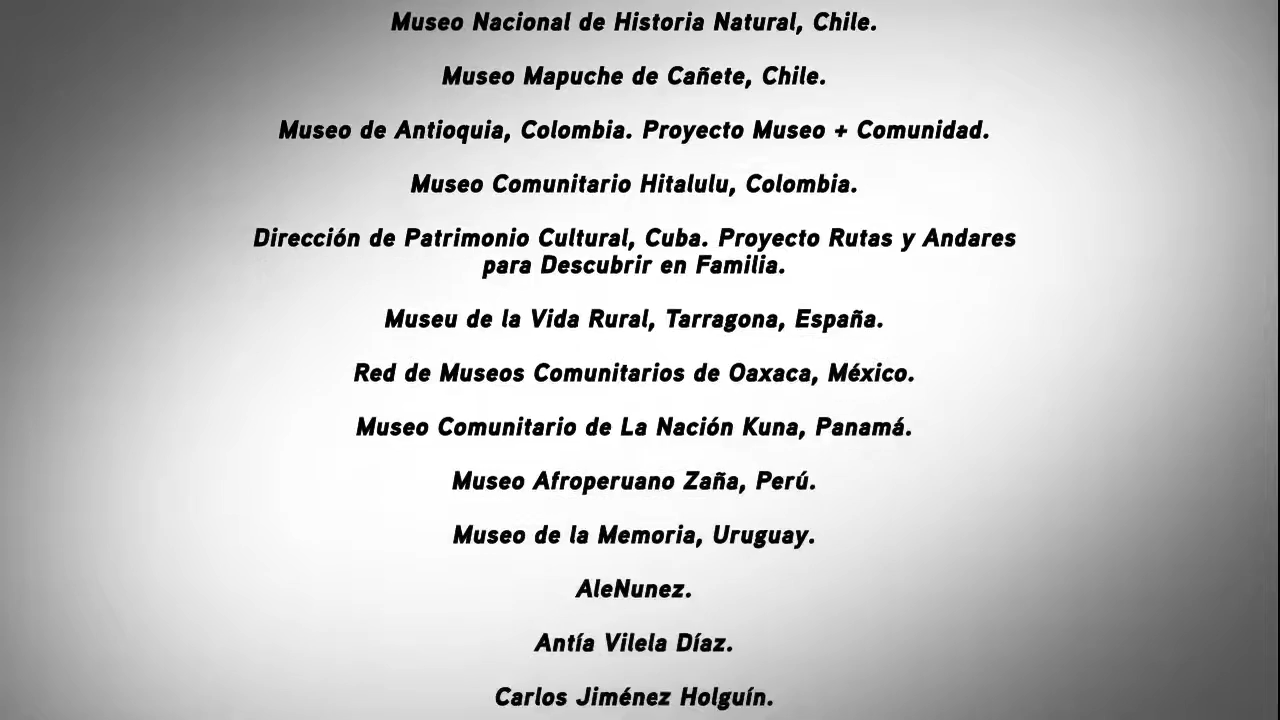 Museo Nacional de Historia Natural, Chile.
Museo Mapuche de Cañete, Chile.
Museo de Antioquia, Colombia. Proyecto Museo + Comunidad.
Museo Comunitario Hitalulu, Colombia.
Dirección de Patrimonio Cultural, Cuba. Proyecto Rutas y Andares
para Descubrir en Familia.
Museu de la Vida Rural, Tarragona, España.
Red de Museos Comunitarios de Oaxaca, México.
Museo Comunitario de La Nación Kuna, Panamá.
Museo Afroperuano Zaña, Perú.
Museo de la Memoria, Uruguay.
AleNunez.
Antía Vilela Díaz.
Carlos Jiménez Holguín.